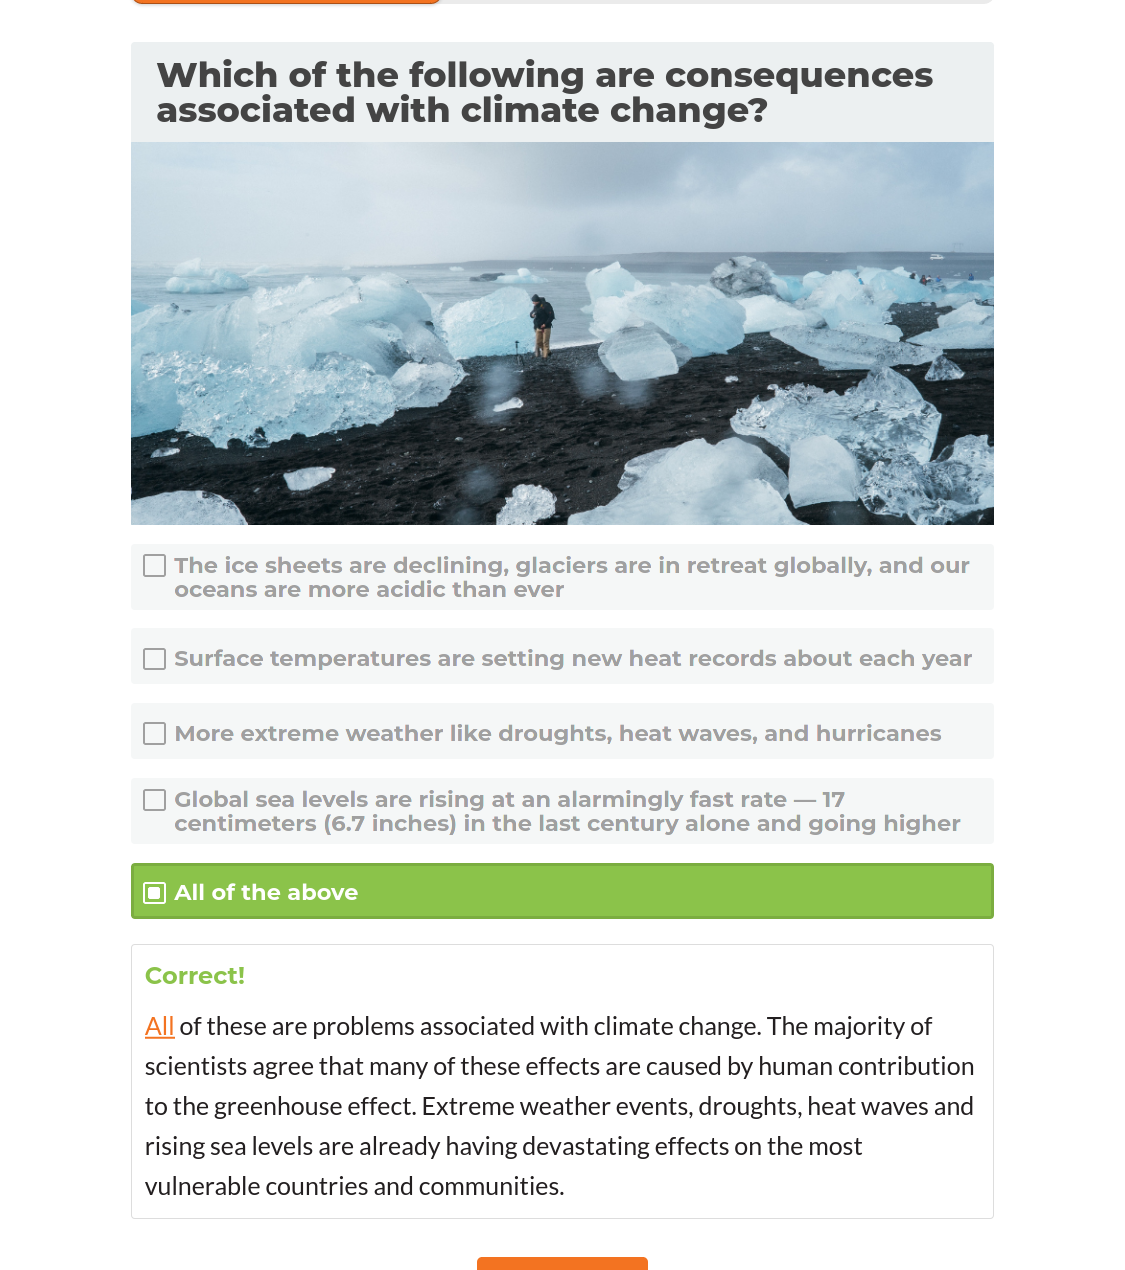 Which of the following are consequences
associated with climate change?
The ice sheets are declining, glaciers are in retreat globally, and our
oceans are more acidic than ever
Surface temperatures are setting new heat records about each year
More extreme weather like droughts, heat waves, and hurricanes
Global sea levels are rising at an alarmingly fast rate — 17
centimeters (6.7 inches) in the last century alone and going higher
All of the above
Correct!
All of these are problems associated with climate change. The majority of
scientists agree that many of these effects are caused by human contribution
to the greenhouse effect. Extreme weather events, droughts, heat waves and
rising sea levels are already having devastating effects on the most
vulnerable countries and communities.